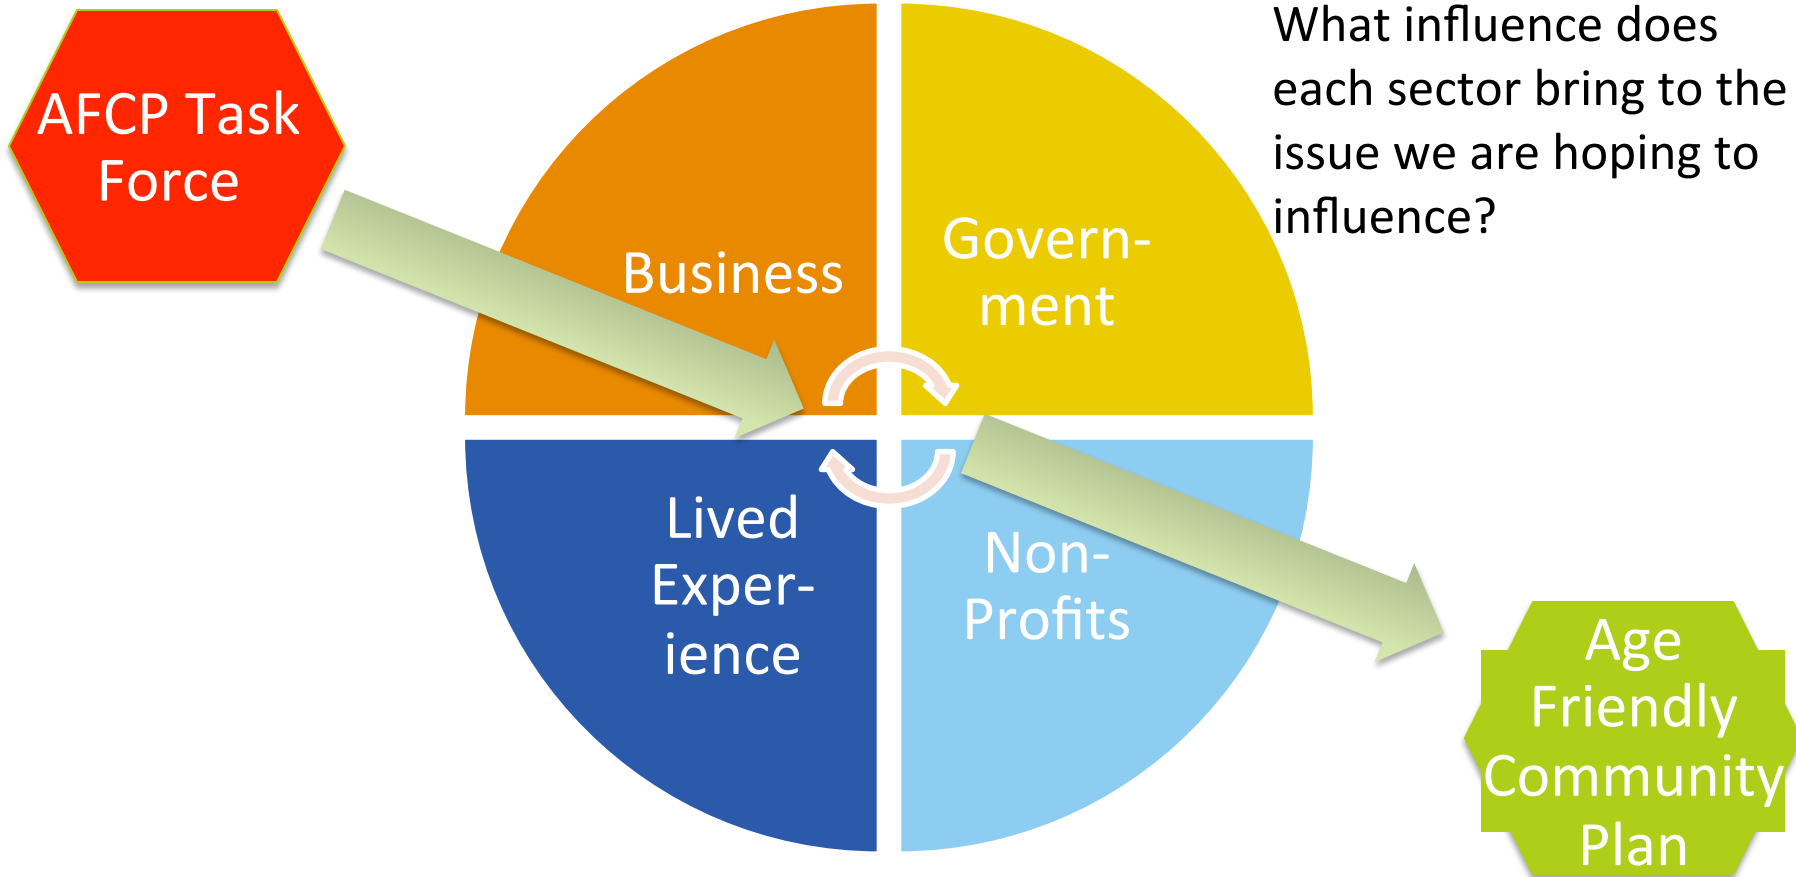 AFCP Task
Force
Business
Govern-
ment
What influence does
each sector bring to the
issue we are hoping to
influence?
Lived
Exper-
ience
Non-
Profits
Age
Friendly
Community
Plan